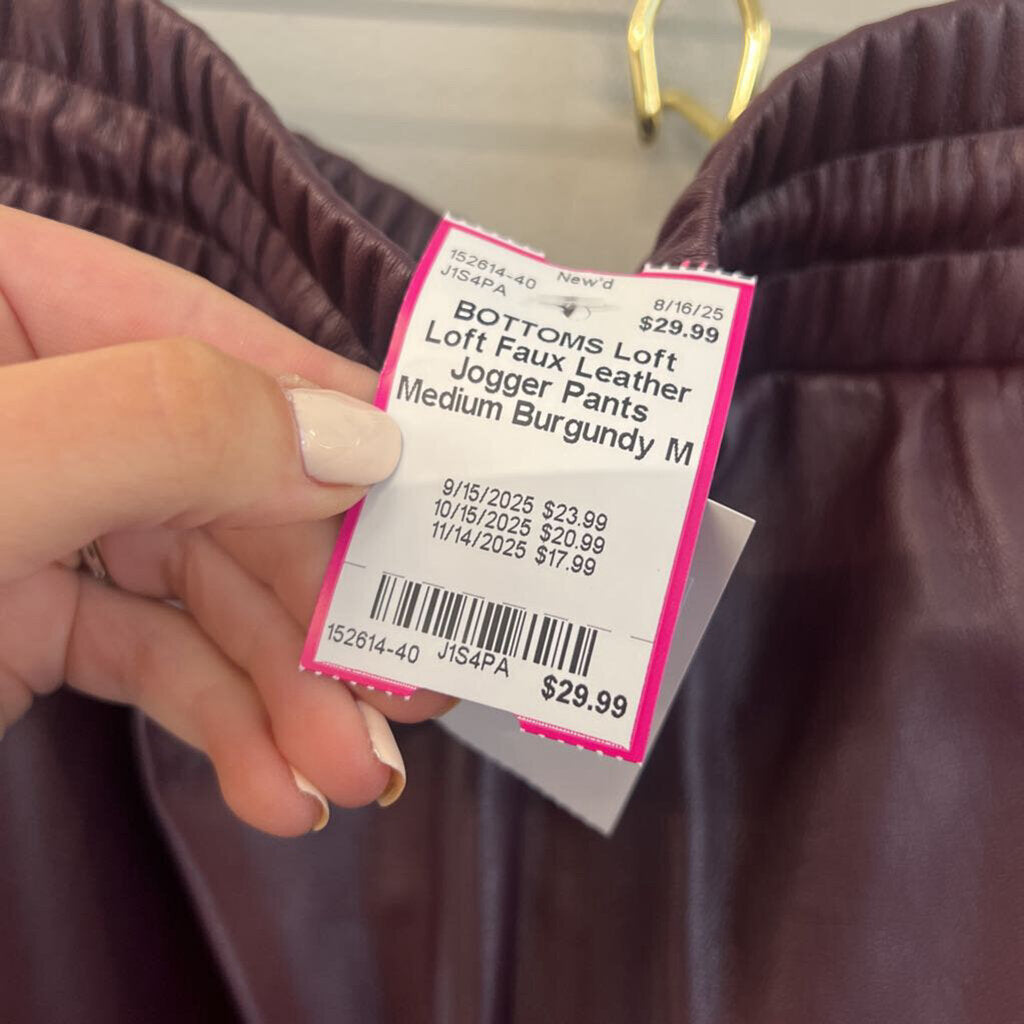 152614-40 New'd 8/16/25
J1S4PA $29.99
BOTTOMS Loft
Loft Faux Leather
Jogger Pants
Medium Burgundy M
9/15/2025 $23.99
10/15/2025 $20.99
11/14/2025 $17.99
152614-40 J1S4PA
$29.99